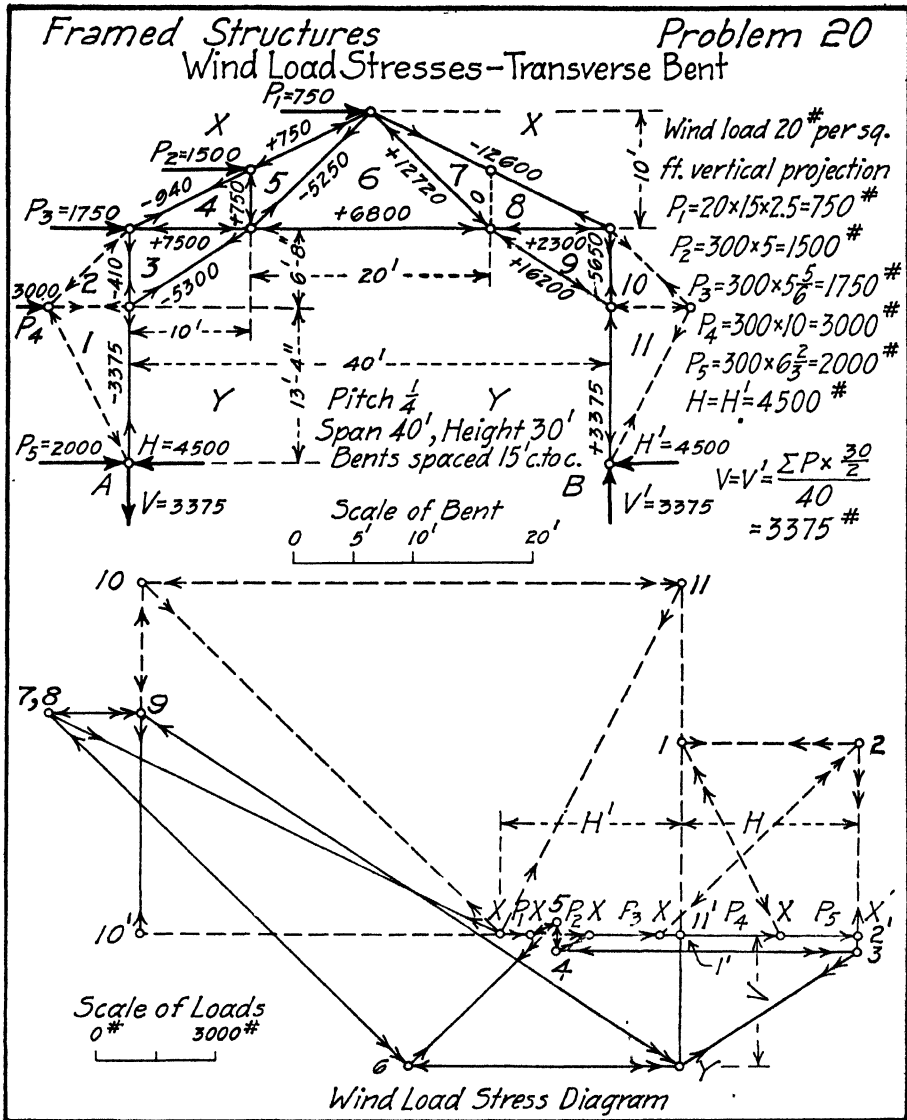 Framed Structures Problem 20
Wind Load Stresses-Transverse Bent
P₁=750
X X
+750
P₂=1500
-12600
10'
-940 5 -5250 6 +12720 7
4 +750 0 8
P₃=1750
+7500 +6800 +2300
-5650
2 -410 3 -5300 6'-8" 20' +16200 9 10
3000
P₄
10'
1 40' 11
-3375 13'-4" +3375
Y Y
Pitch 1/4
Span 40', Height 30'
Bents spaced 15' c. to c.
P₅=2000 H=4500 H'=4500
A B
V=3375 V'=3375
Wind load 20# per sq.
ft. vertical projection
P₁=20×15×2.5=750#
P₂=300×5=1500#
P₃=300×5 5/6=1750#
P₄=300×10=3000#
P₅=300×6 2/3=2000#
H=H'=4500#
V=V'= ΣP× 30/2
40
=3375#
Scale of Bent
0 5' 10' 20'
10 11
7,8 9
1 2
H' H
10' X P₁ X 5 P₂ X P₃ X X 11' P₄ X P₅ X 2'
4 1' 3
V
Scale of Loads
0# 3000#
6 Y
Wind Load Stress Diagram